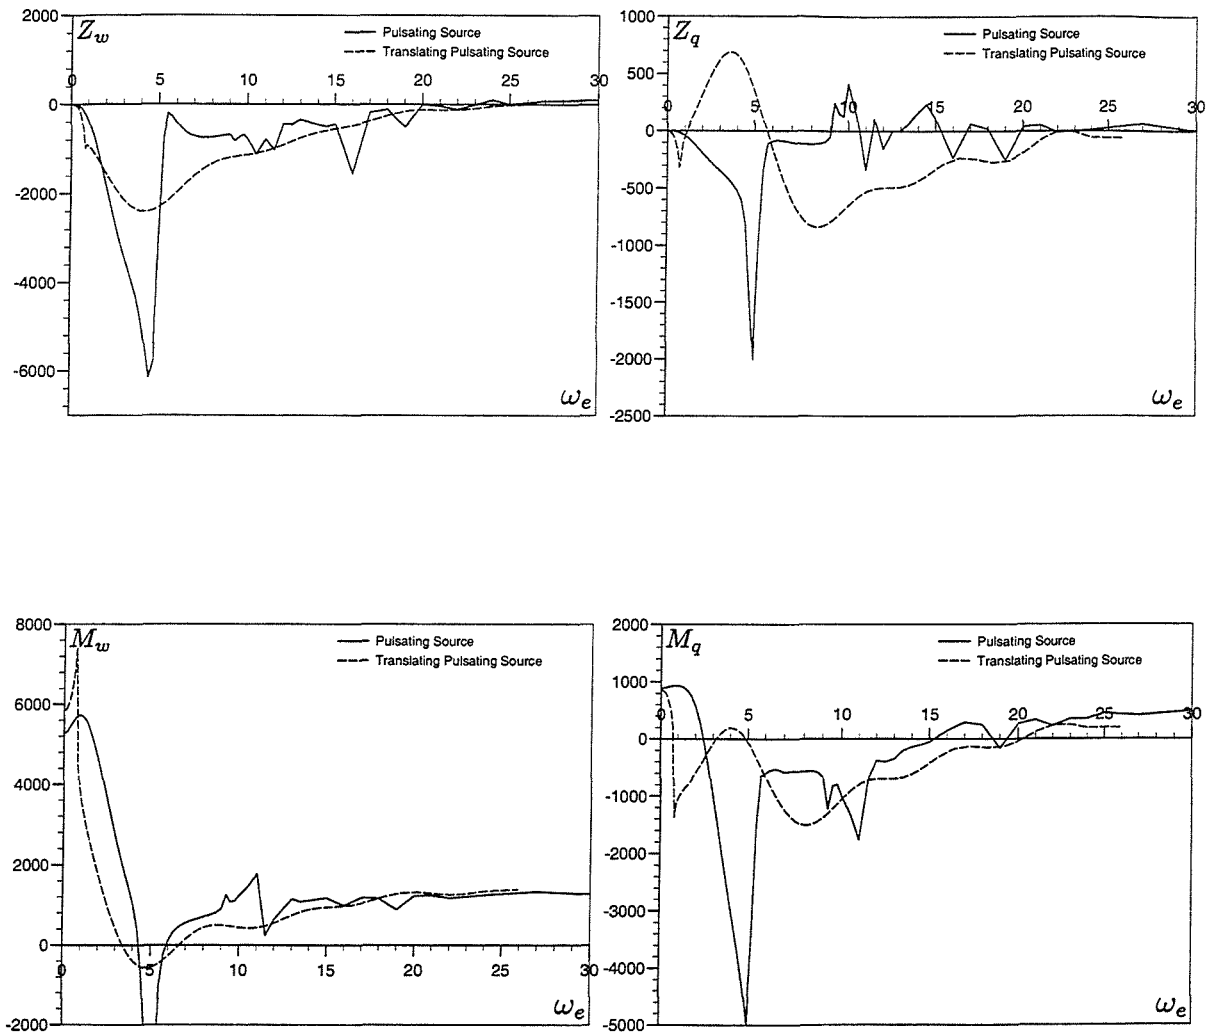 2000
Z_w
Pulsating Source
Translating Pulsating Source
0 5 10 15 20 25 30
0
-2000
-4000
-6000
ω_e
1000
Z_q
Pulsating Source
Translating Pulsating Source
500
0 5 10 15 20 25 30
0
-500
-1000
-1500
-2000
-2500
ω_e
8000
M_w
Pulsating Source
Translating Pulsating Source
6000
4000
2000
0
0 5 10 15 20 25 30
-2000
ω_e
2000
M_q
Pulsating Source
Translating Pulsating Source
1000
0 5 10 15 20 25 30
0
-1000
-2000
-3000
-4000
-5000
ω_e